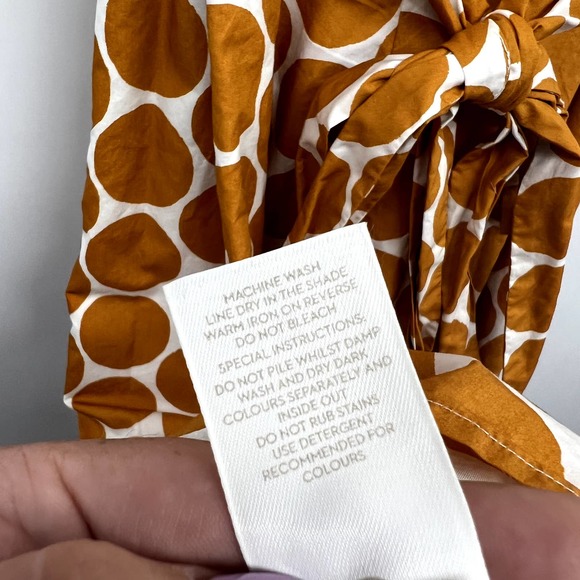 MACHINE WASH
LINE DRY IN THE SHADE
WARM IRON ON REVERSE
DO NOT BLEACH
SPECIAL INSTRUCTIONS:
DO NOT PILE WHILST DAMP
WASH AND DRY DARK
COLOURS SEPARATELY AND
INSIDE OUT
DO NOT RUB STAINS
USE DETERGENT
RECOMMENDED FOR
COLOURS